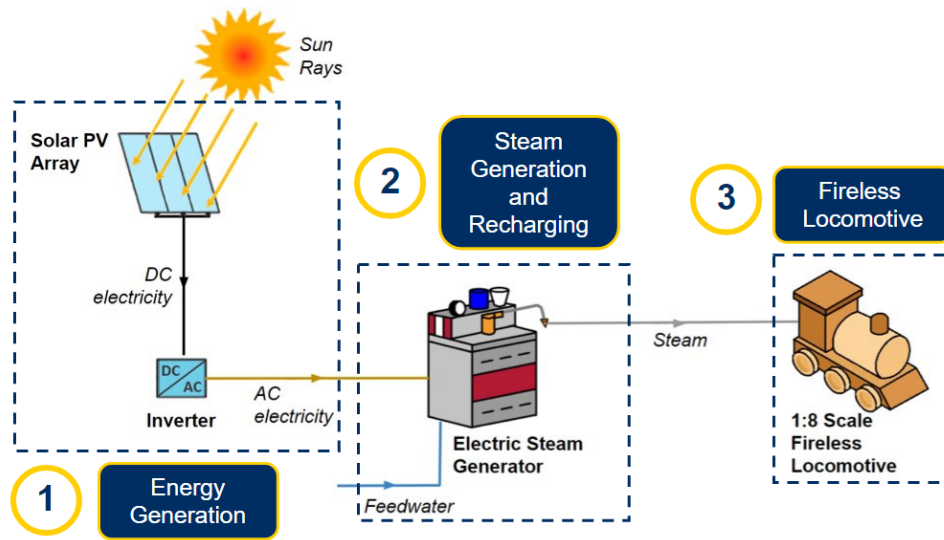 Sun
Rays
Solar PV
Array
DC
electricity
DC
AC
Inverter
AC
electricity
1
Energy
Generation
2
Steam
Generation
and
Recharging
Electric Steam
Generator
Feedwater
Steam
3
Fireless
Locomotive
1:8 Scale
Fireless
Locomotive